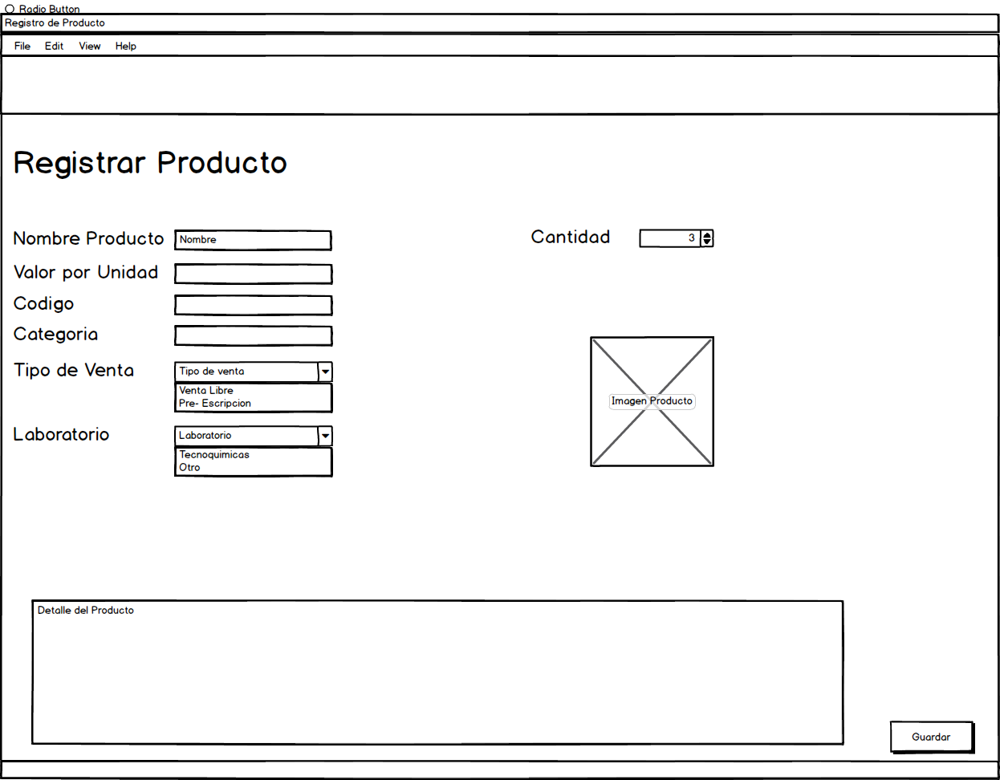 Radio Button
Registro de Producto
File Edit View Help
Registrar Producto
Nombre Producto Nombre
Cantidad 3
Valor por Unidad
Codigo
Categoria
Tipo de Venta Tipo de venta
Venta Libre
Pre- Escripcion
Imagen Producto
Laboratorio Laboratorio
Tecnoquimicas
Otro
Detalle del Producto
Guardar